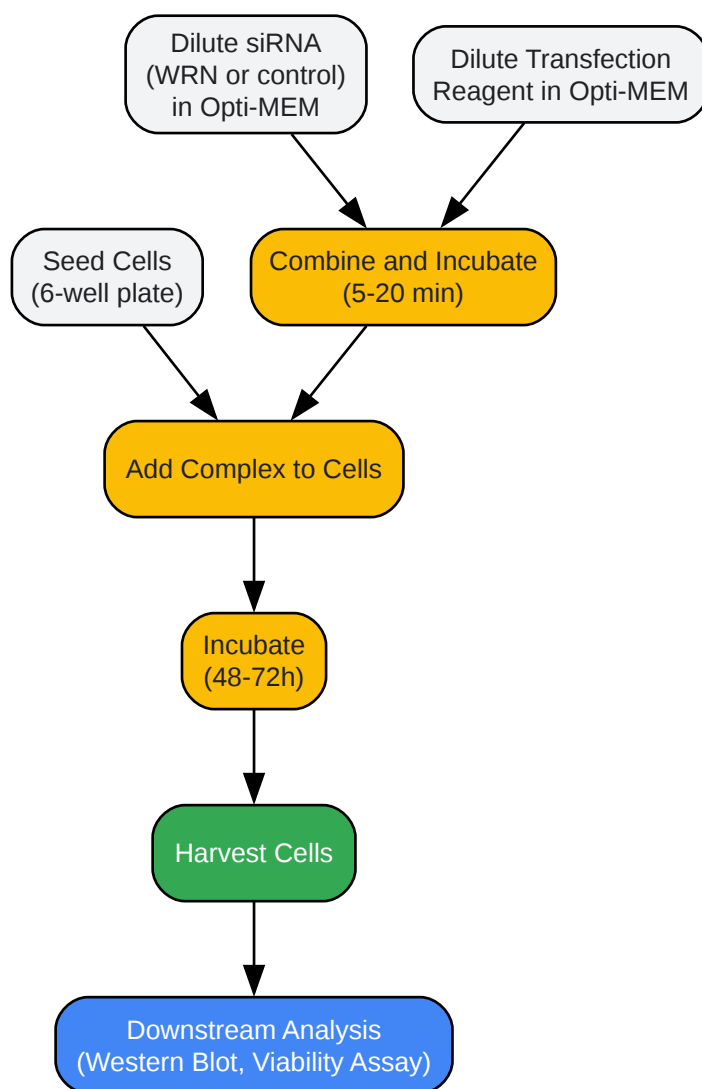 Dilute siRNA
(WRN or control)
in Opti-MEM
Dilute Transfection
Reagent in Opti-MEM
Seed Cells
(6-well plate)
Combine and Incubate
(5-20 min)
Add Complex to Cells
Incubate
(48-72h)
Harvest Cells
Downstream Analysis
(Western Blot, Viability Assay)